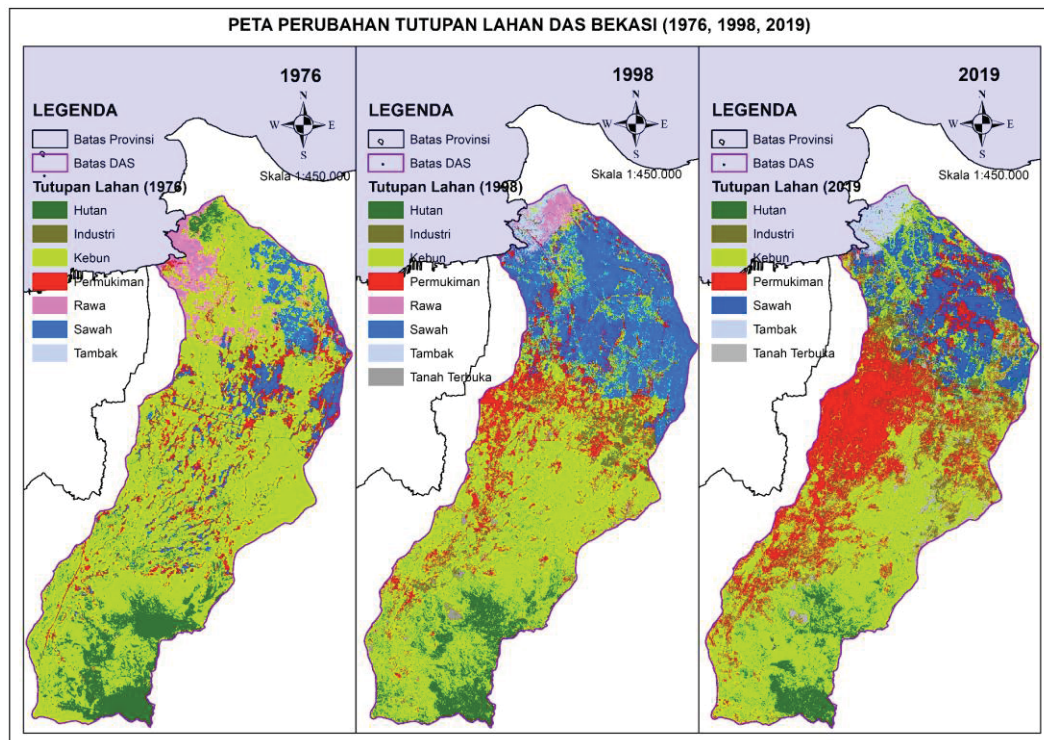 PETA PERUBAHAN TUTUPAN LAHAN DAS BEKASI (1976, 1998, 2019)
1976
N
W E
S
LEGENDA
Batas Provinsi
Batas DAS
Skala 1:450.000
Tutupan Lahan (1976)
Hutan
Industri
Kebun
Permukiman
Rawa
Sawah
Tambak
1998
N
W E
S
LEGENDA
Batas Provinsi
Batas DAS
Skala 1:450.000
Tutupan Lahan (1998)
Hutan
Industri
Kebun
Permukiman
Rawa
Sawah
Tambak
Tanah Terbuka
2019
N
W E
S
LEGENDA
Batas Provinsi
Batas DAS
Skala 1:450.000
Tutupan Lahan (2019
Hutan
Industri
Kebun
Permukiman
Sawah
Tambak
Tanah Terbuka